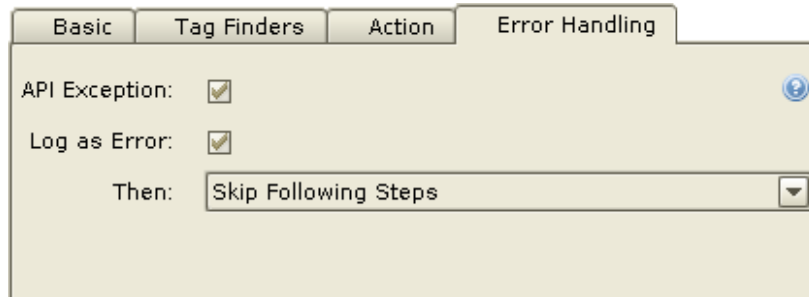 Basic Tag Finders Action Error Handling
API Exception:
Log as Error:
Then: Skip Following Steps